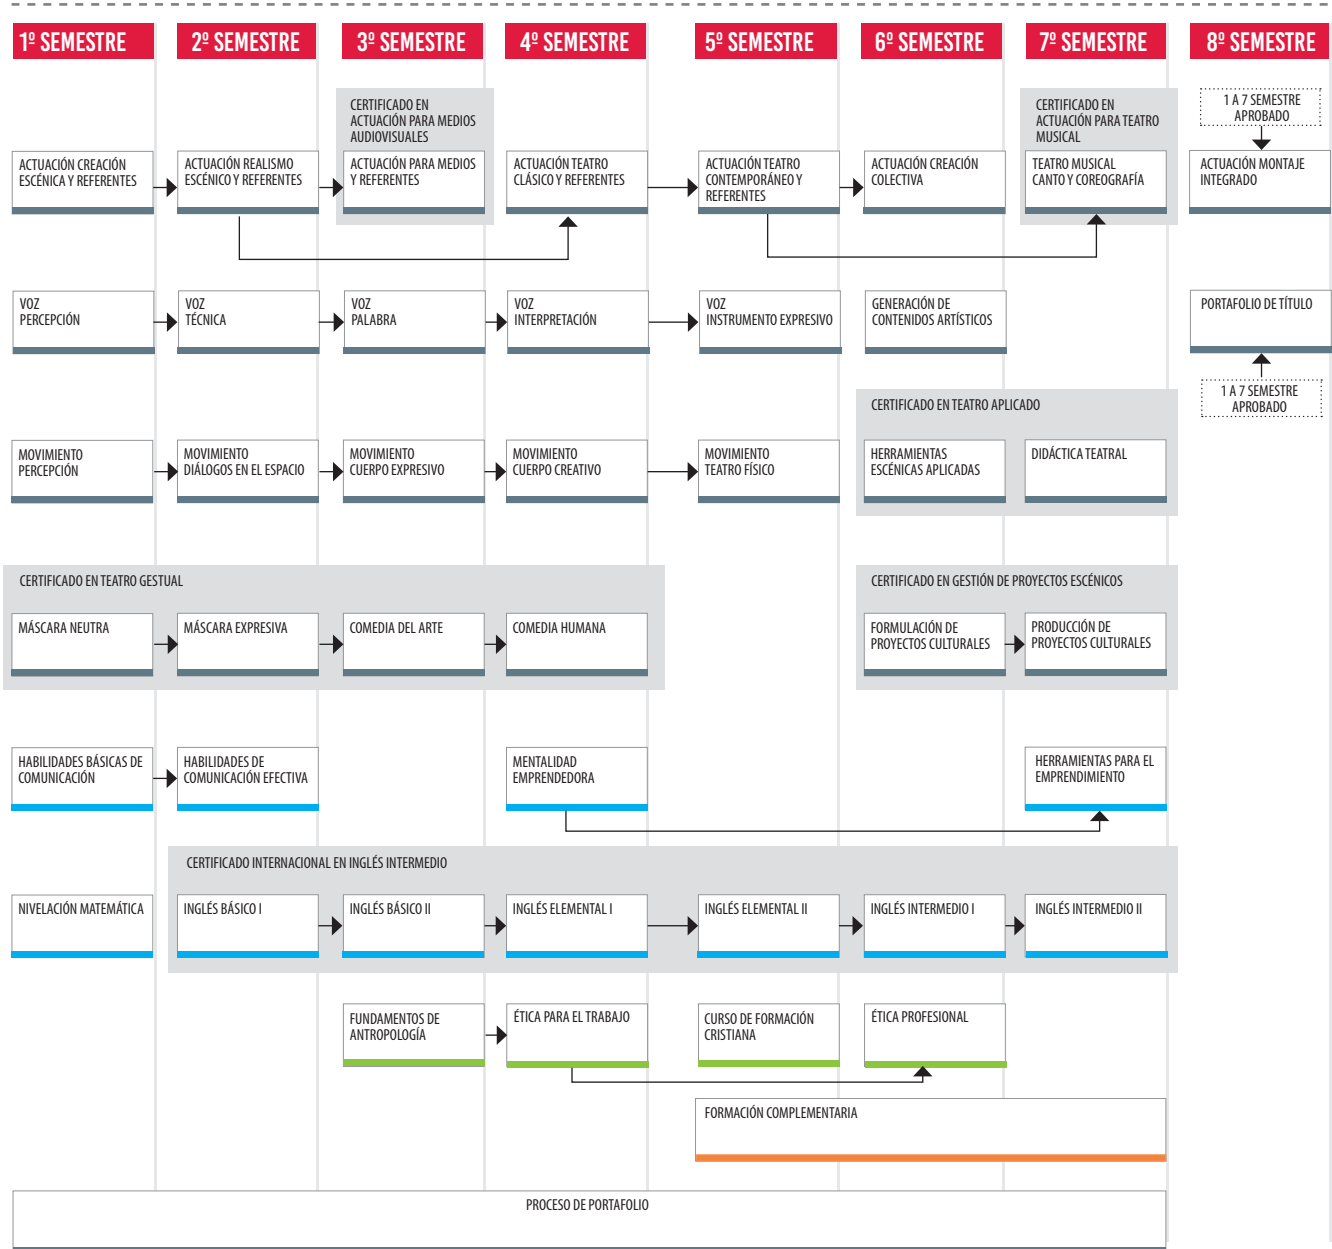 1º SEMESTRE
2º SEMESTRE
3º SEMESTRE
4º SEMESTRE
5º SEMESTRE
6º SEMESTRE
7º SEMESTRE
8º SEMESTRE
CERTIFICADO EN
ACTUACIÓN PARA MEDIOS
AUDIOVISUALES
CERTIFICADO EN
ACTUACIÓN PARA TEATRO
MUSICAL
1 A 7 SEMESTRE
APROBADO
ACTUACIÓN CREACIÓN
ESCÉNICA Y REFERENTES
ACTUACIÓN REALISMO
ESCÉNICO Y REFERENTES
ACTUACIÓN PARA MEDIOS
Y REFERENTES
ACTUACIÓN TEATRO
CLÁSICO Y REFERENTES
ACTUACIÓN TEATRO
CONTEMPORÁNEO Y
REFERENTES
ACTUACIÓN CREACIÓN
COLECTIVA
TEATRO MUSICAL
CANTO Y COREOGRAFÍA
ACTUACIÓN MONTAJE
INTEGRADO
VOZ
PERCEPCIÓN
VOZ
TÉCNICA
VOZ
PALABRA
VOZ
INTERPRETACIÓN
VOZ
INSTRUMENTO EXPRESIVO
GENERACIÓN DE
CONTENIDOS ARTÍSTICOS
PORTAFOLIO DE TÍTULO
1 A 7 SEMESTRE
APROBADO
CERTIFICADO EN TEATRO APLICADO
MOVIMIENTO
PERCEPCIÓN
MOVIMIENTO
DIÁLOGOS EN EL ESPACIO
MOVIMIENTO
CUERPO EXPRESIVO
MOVIMIENTO
CUERPO CREATIVO
MOVIMIENTO
TEATRO FÍSICO
HERRAMIENTAS
ESCÉNICAS APLICADAS
DIDÁCTICA TEATRAL
CERTIFICADO EN TEATRO GESTUAL
CERTIFICADO EN GESTIÓN DE PROYECTOS ESCÉNICOS
MÁSCARA NEUTRA
MÁSCARA EXPRESIVA
COMEDIA DEL ARTE
COMEDIA HUMANA
FORMULACIÓN DE
PROYECTOS CULTURALES
PRODUCCIÓN DE
PROYECTOS CULTURALES
HABILIDADES BÁSICAS DE
COMUNICACIÓN
HABILIDADES DE
COMUNICACIÓN EFECTIVA
MENTALIDAD
EMPRENDEDORA
HERRAMIENTAS PARA EL
EMPRENDIMIENTO
CERTIFICADO INTERNACIONAL EN INGLÉS INTERMEDIO
NIVELACIÓN MATEMÁTICA
INGLÉS BÁSICO I
INGLÉS BÁSICO II
INGLÉS ELEMENTAL I
INGLÉS ELEMENTAL II
INGLÉS INTERMEDIO I
INGLÉS INTERMEDIO II
FUNDAMENTOS DE
ANTROPOLOGÍA
ÉTICA PARA EL TRABAJO
CURSO DE FORMACIÓN
CRISTIANA
ÉTICA PROFESIONAL
FORMACIÓN COMPLEMENTARIA
PROCESO DE PORTAFOLIO